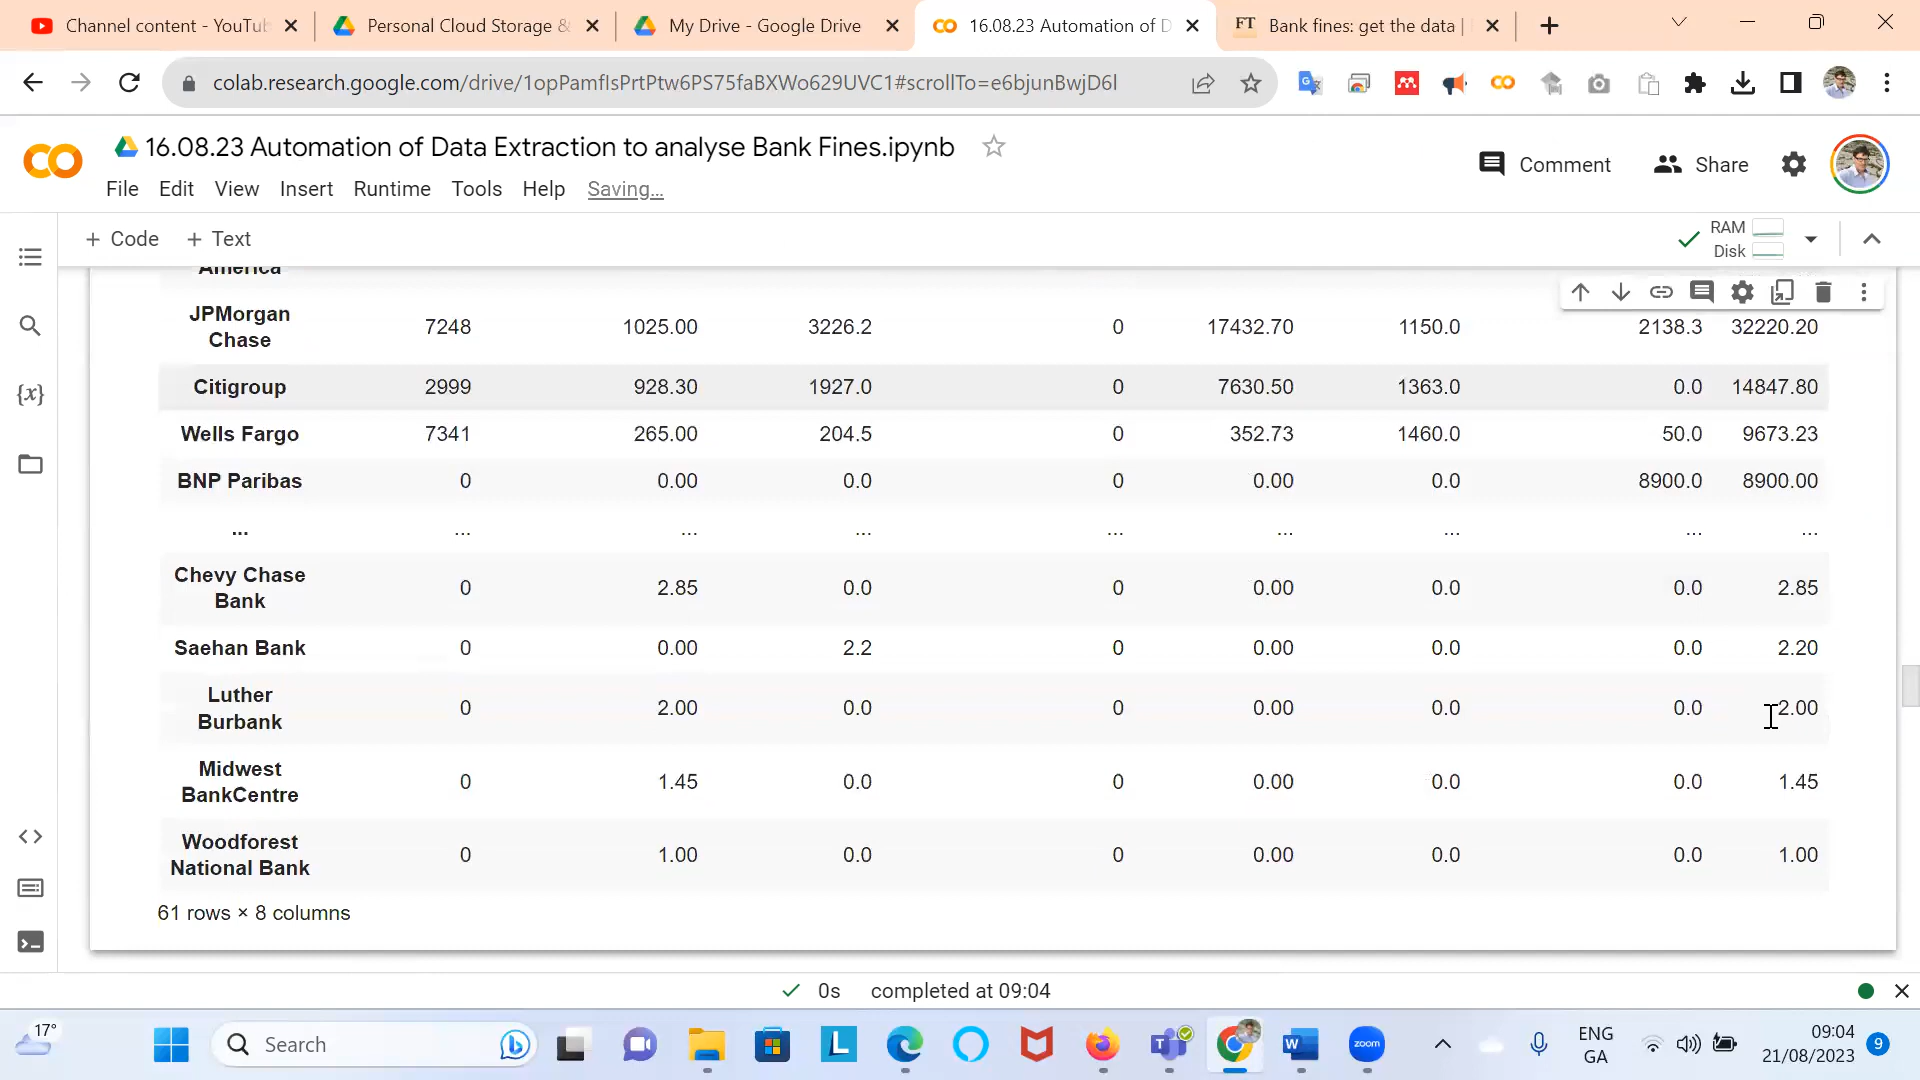 Channel content - YouTub
Personal Cloud Storage &
My Drive - Google Drive
16.08.23 Automation of D
FT Bank fines: get the data |
colab.research.google.com/drive/1opPamfIsPrtPtw6PS75faBXWo629UVC1#scrollTo=e6bjunBwjD6l
16.08.23 Automation of Data Extraction to analyse Bank Fines.ipynb
Comment
Share
File Edit View Insert Runtime Tools Help Saving...
+ Code + Text
RAM
Disk
America
JPMorgan
Chase 7248 1025.00 3226.2 0 17432.70 1150.0 2138.3 32220.20
Citigroup 2999 928.30 1927.0 0 7630.50 1363.0 0.0 14847.80
Wells Fargo 7341 265.00 204.5 0 352.73 1460.0 50.0 9673.23
BNP Paribas 0 0.00 0.0 0 0.00 0.0 8900.0 8900.00
... ... ... ... ... ... ... ... ...
Chevy Chase
Bank 0 2.85 0.0 0 0.00 0.0 0.0 2.85
Saehan Bank 0 0.00 2.2 0 0.00 0.0 0.0 2.20
Luther
Burbank 0 2.00 0.0 0 0.00 0.0 0.0 2.00
Midwest
BankCentre 0 1.45 0.0 0 0.00 0.0 0.0 1.45
Woodforest
National Bank 0 1.00 0.0 0 0.00 0.0 0.0 1.00
61 rows × 8 columns
0s completed at 09:04
17°
Search
zoom
ENG
GA
09:04
21/08/2023
9